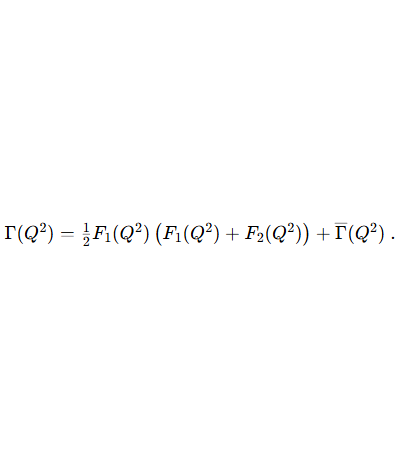 Γ(Q²) = ½F₁(Q²) (F₁(Q²) + F₂(Q²)) + Γ̅(Q²) .